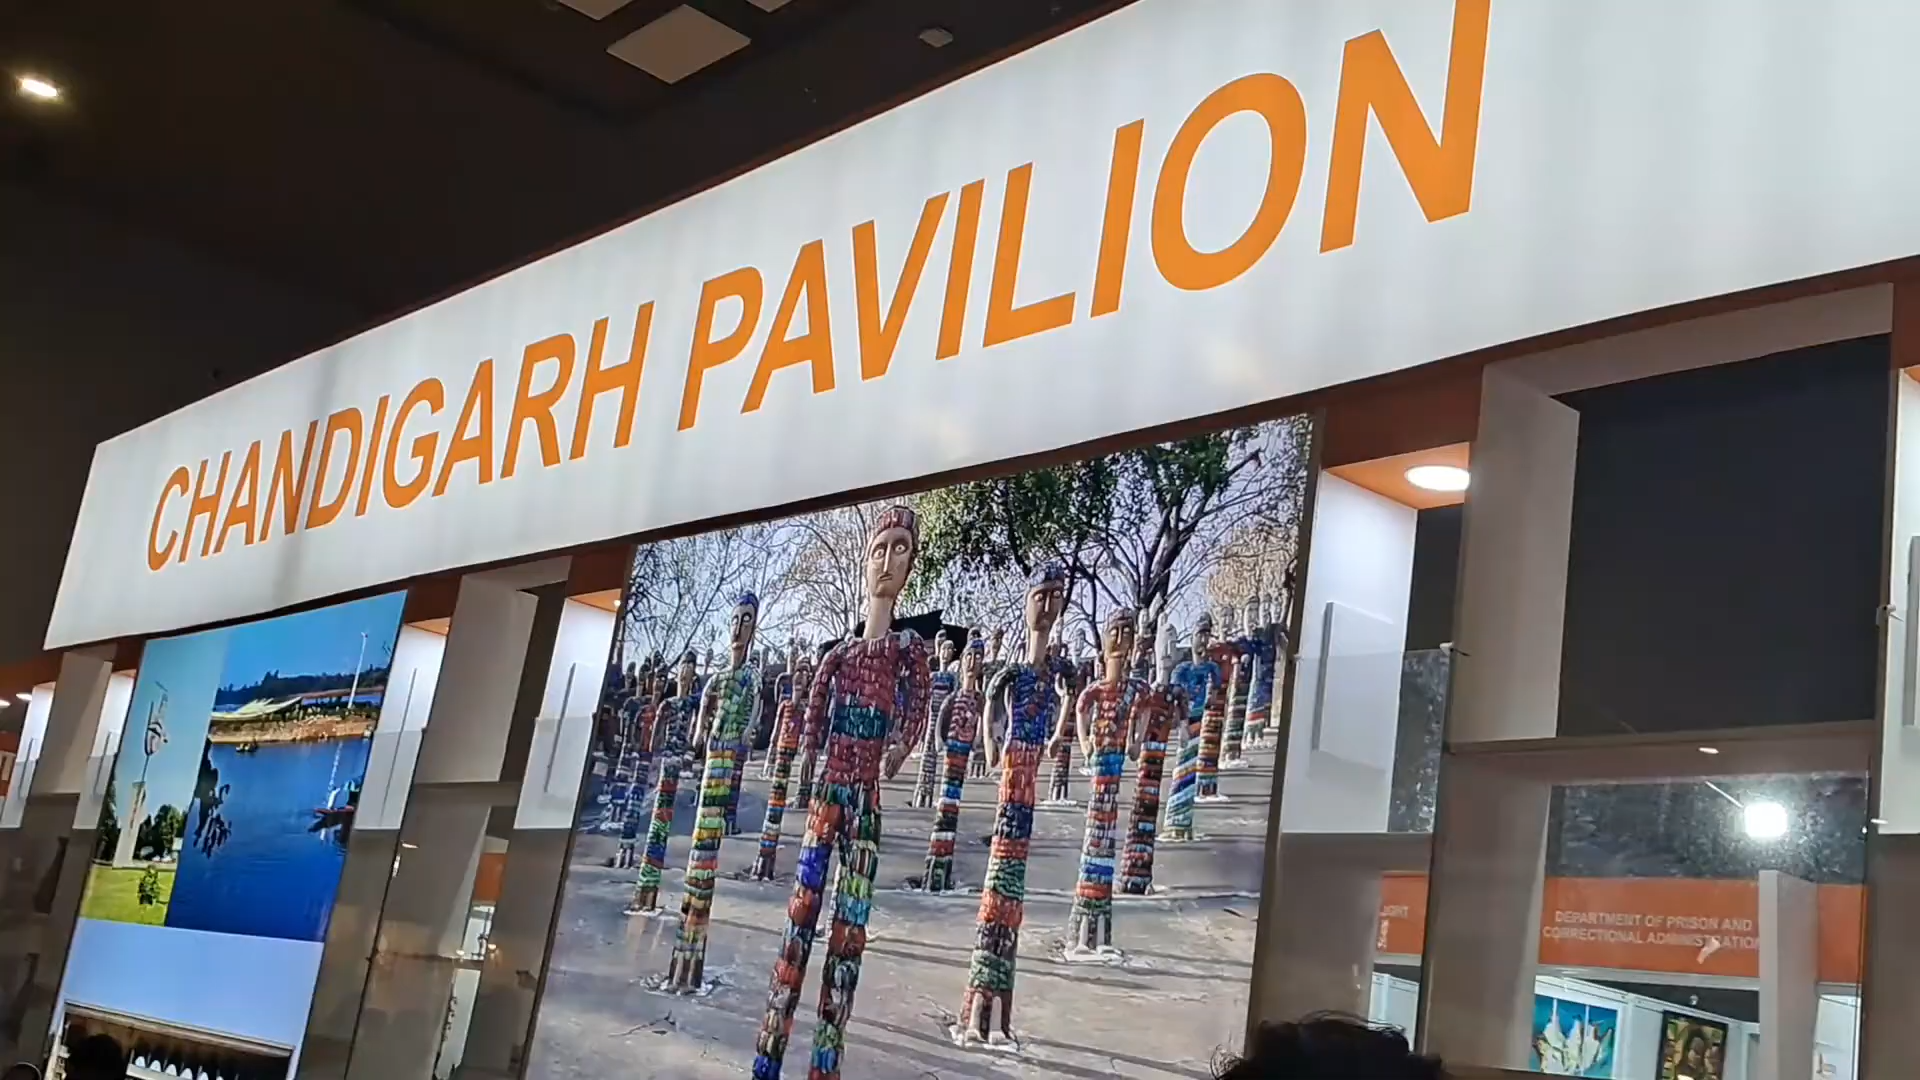 CHANDIGARH PAVILION
DEPARTMENT OF PRISON AND
CORRECTIONAL ADMINISTRATION